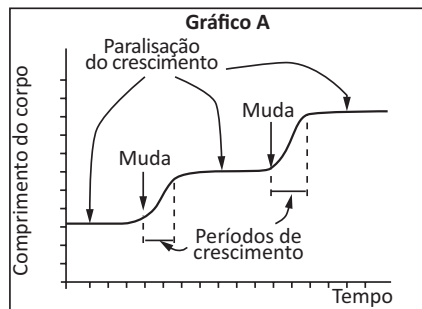 Gráfico A
Paralisação
do crescimento
Muda
Muda
Períodos de
crescimento
Comprimento do corpo
Tempo